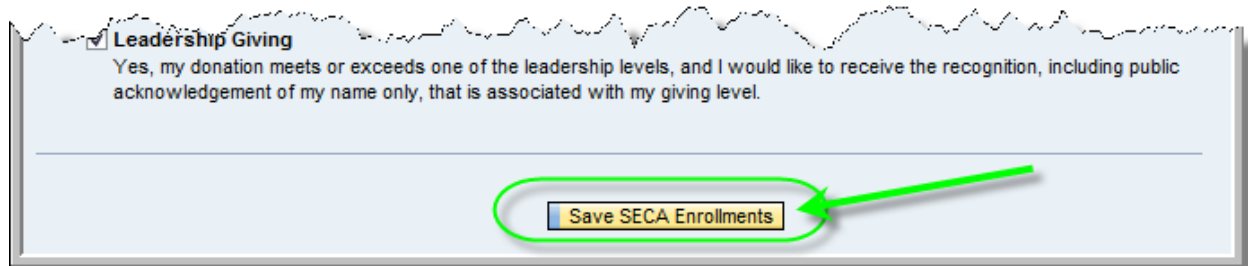 Leadership Giving
Yes, my donation meets or exceeds one of the leadership levels, and I would like to receive the recognition, including public
acknowledgement of my name only, that is associated with my giving level.
Save SECA Enrollments